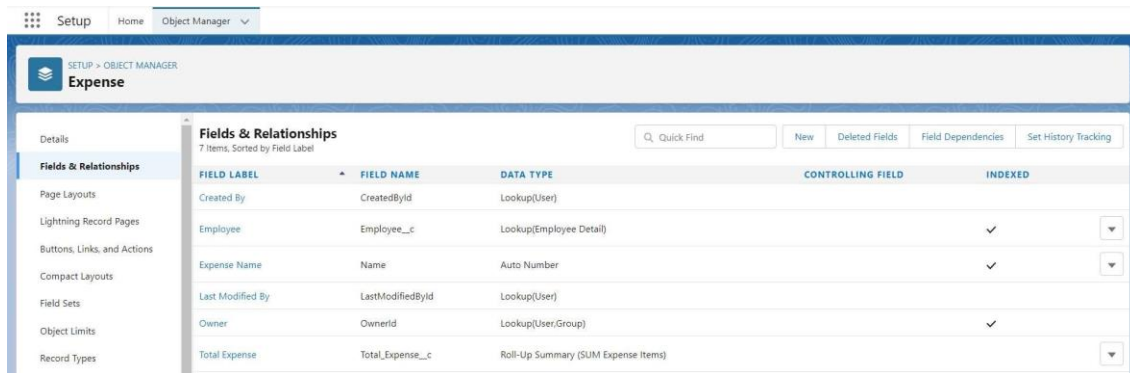 Setup Home Object Manager
SETUP > OBJECT MANAGER
Expense
Details
Fields & Relationships
Page Layouts
Lightning Record Pages
Buttons, Links, and Actions
Compact Layouts
Field Sets
Object Limits
Record Types
Fields & Relationships
7 Items, Sorted by Field Label
Quick Find New Deleted Fields Field Dependencies Set History Tracking
FIELD LABEL FIELD NAME DATA TYPE CONTROLLING FIELD INDEXED
Created By CreatedById Lookup(User)
Employee Employee__c Lookup(Employee Detail)
Expense Name Name Auto Number
Last Modified By LastModifiedById Lookup(User)
Owner OwnerId Lookup(User,Group)
Total Expense Total_Expense__c Roll-Up Summary (SUM Expense Items)